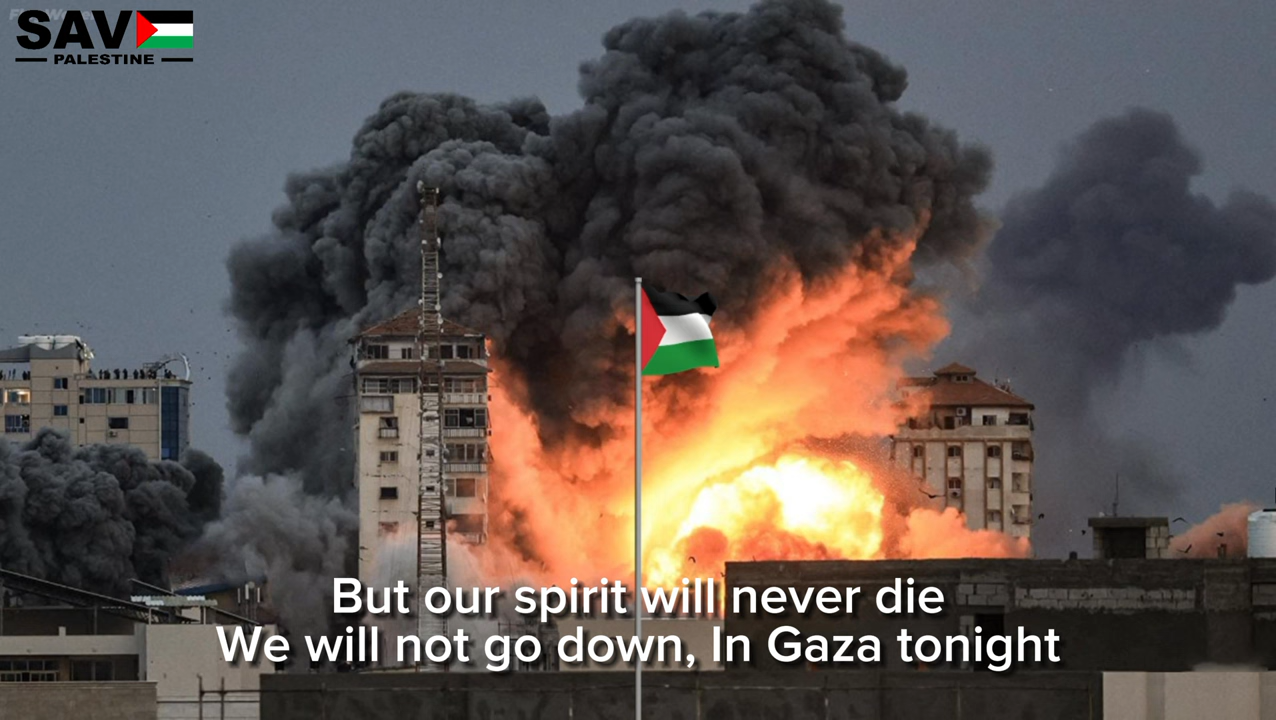 SAV
PALESTINE
But our spirit will never die
We will not go down, In Gaza tonight